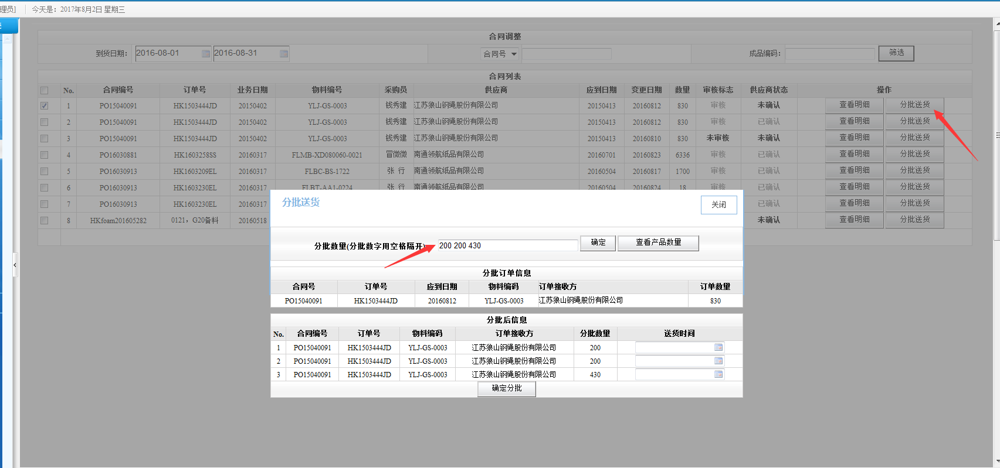 理员] 今天是：2017年8月2日 星期三
合同调整
到货日期： 2016-08-01 2016-08-31 合同号 成品编码： 筛选
合同列表
No. 合同编号 订单号 业务日期 物料编号 采购员 供应商 应到日期 变更日期 数量 审核标志 供应商状态 操作
1 PO15040091 HK1503444JD 20150402 YLJ-GS-0003 钱秀建 江苏狼山钢绳股份有限公司 20150413 20160812 830 审核 未确认 查看明细 分批送货
2 PO15040091 HK1503444JD 20150402 YLJ-GS-0003 钱秀建 江苏狼山钢绳股份有限公司 20150413 20160812 830 审核 已确认 查看明细 分批送货
3 PO15040091 HK1503444JD 20150402 YLJ-GS-0003 钱秀建 江苏狼山钢绳股份有限公司 20150413 20160810 830 未审核 未确认 查看明细 分批送货
4 PO16030881 HK1603258SS 20160317 FLMB-XD080060-0021 冒微微 南通领航纸品有限公司 20160701 20160823 6336 审核 已确认 查看明细 分批送货
5 PO16030913 HK1603209EL 20160317 FLBC-BS-1722 张 行 南通领航纸品有限公司 20160504 20160817 1700 审核 已确认 查看明细 分批送货
6 PO16030913 HK1603230EL 20160317 FLBT-AA1-0224 张 行 南通领航纸品有限公司 20160504 20160824 18 审核 已确认 查看明细 分批送货
7 PO16030913 HK1603230EL 20160317 已确认 查看明细 分批送货
8 HKfoam201605282 0121，G20备料 20160518 未确认 查看明细 分批送货
分批送货 关闭
分批数量(分批数字用空格隔开) 200 200 430 确定 查看产品数量
分批订单信息
合同号 订单号 应到日期 物料编码 订单接收方 订单数量
PO15040091 HK1503444JD 20160812 YLJ-GS-0003 江苏狼山钢绳股份有限公司 830
分批后信息
No. 合同编号 订单号 物料编码 订单接收方 分批数量 送货时间
1 PO15040091 HK1503444JD YLJ-GS-0003 江苏狼山钢绳股份有限公司 200
2 PO15040091 HK1503444JD YLJ-GS-0003 江苏狼山钢绳股份有限公司 200
3 PO15040091 HK1503444JD YLJ-GS-0003 江苏狼山钢绳股份有限公司 430
确定分批